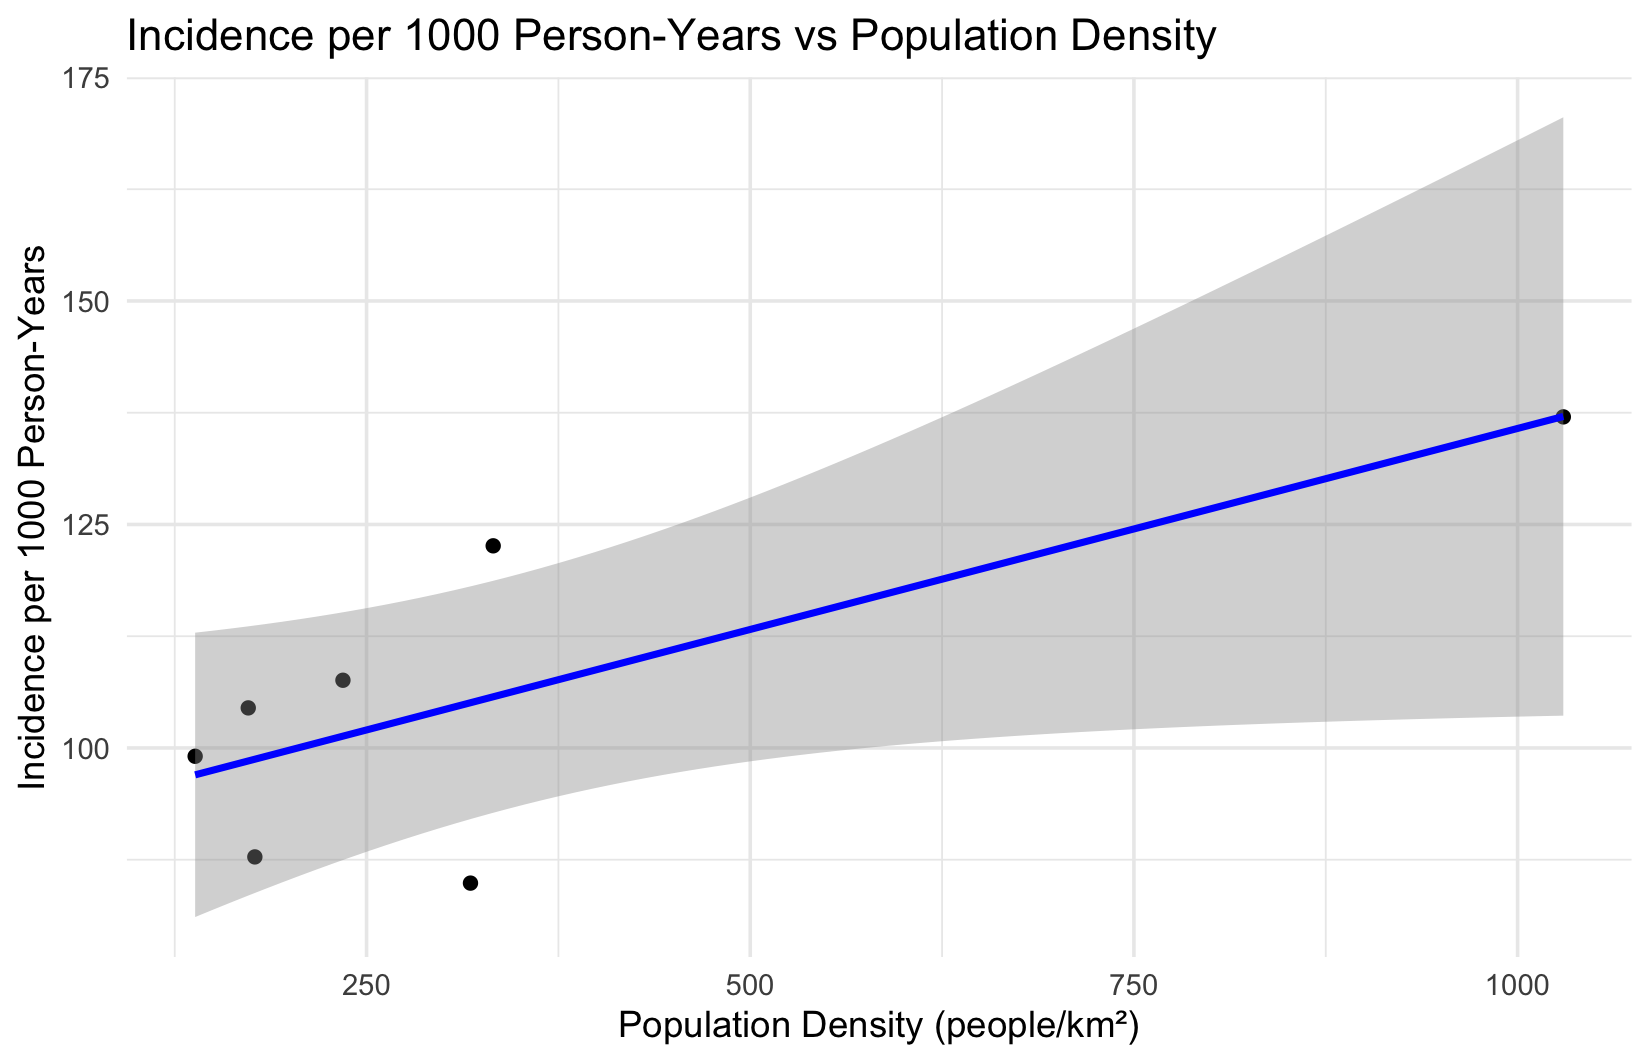 Incidence per 1000 Person-Years vs Population Density
175
150
125
100
Incidence per 1000 Person-Years
250 500 750 1000
Population Density (people/km²)